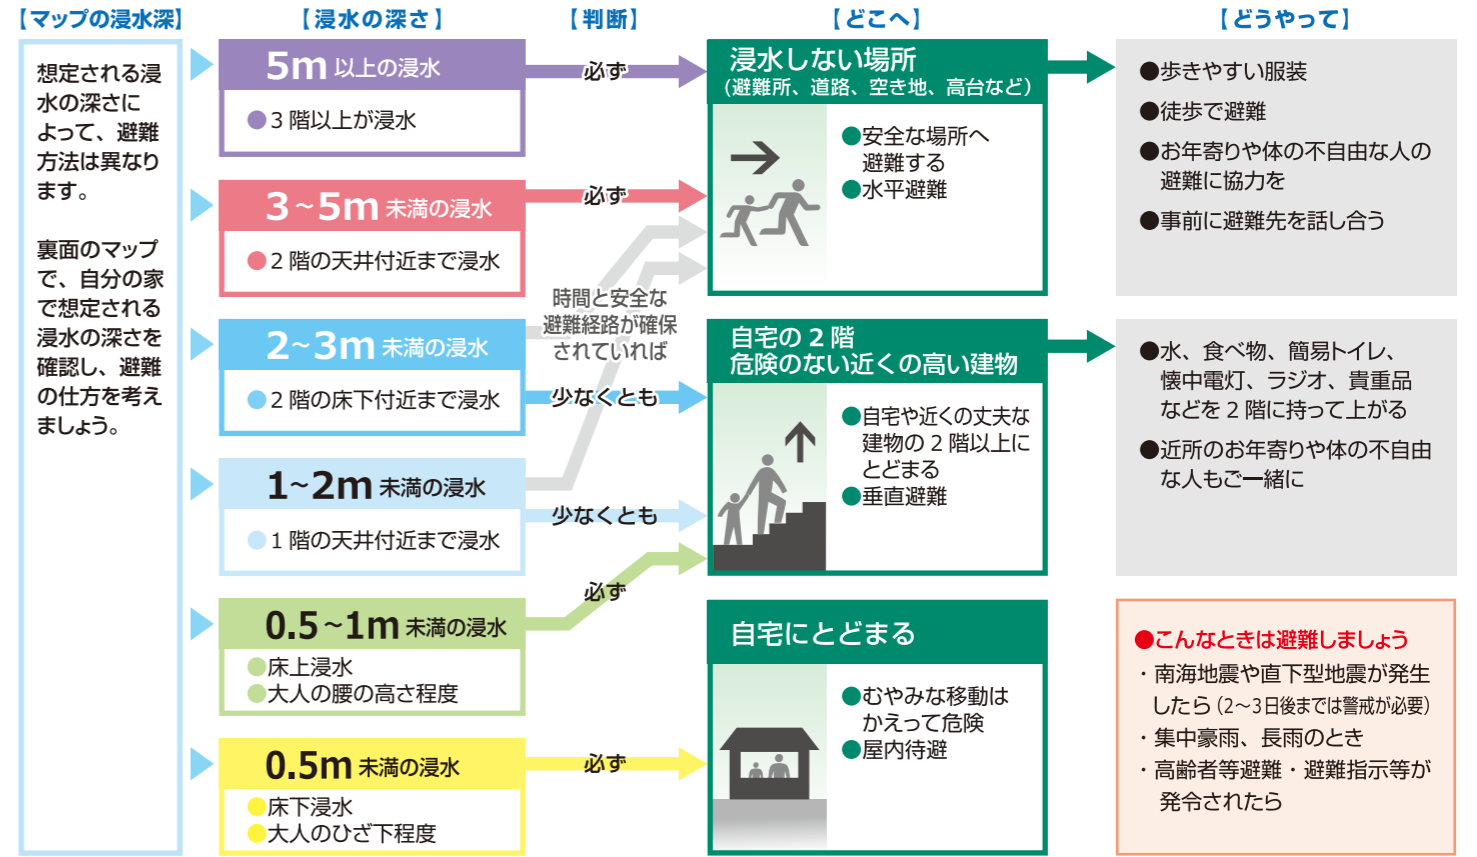 【マップの浸水深】
想定される浸
水の深さに
よって、避難
方法は異なり
ます。
裏面のマップ
で、自分の家
で想定される
浸水の深さを
確認し、避難
の仕方を考え
ましょう。
【浸水の深さ】
5m以上の浸水
●3階以上が浸水
3～5m未満の浸水
●2階の天井付近まで浸水
2～3m未満の浸水
●2階の床下付近まで浸水
1～2m未満の浸水
●1階の天井付近まで浸水
0.5～1m未満の浸水
●床上浸水
●大人の腰の高さ程度
0.5m未満の浸水
●床下浸水
●大人のひざ下程度
【判断】
必ず
必ず
時間と安全な
避難経路が確保
されていれば
少なくとも
少なくとも
必ず
必ず
【どこへ】
浸水しない場所
（避難所、道路、空き地、高台など）
●安全な場所へ
避難する
●水平避難
自宅の2階
危険のない近くの高い建物
●自宅や近くの丈夫な
建物の2階以上に
とどまる
●垂直避難
自宅にとどまる
●むやみな移動は
かえって危険
●屋内待避
【どうやって】
●歩きやすい服装
●徒歩で避難
●お年寄りや体の不自由な人の
避難に協力を
●事前に避難先を話し合う
●水、食べ物、簡易トイレ、
懐中電灯、ラジオ、貴重品
などを2階に持って上がる
●近所のお年寄りや体の不自由
な人もご一緒に
●こんなときは避難しましょう
・南海地震や直下型地震が発生
したら（2～3日後までは警戒が必要）
・集中豪雨、長雨のとき
・高齢者等避難・避難指示等が
発令されたら